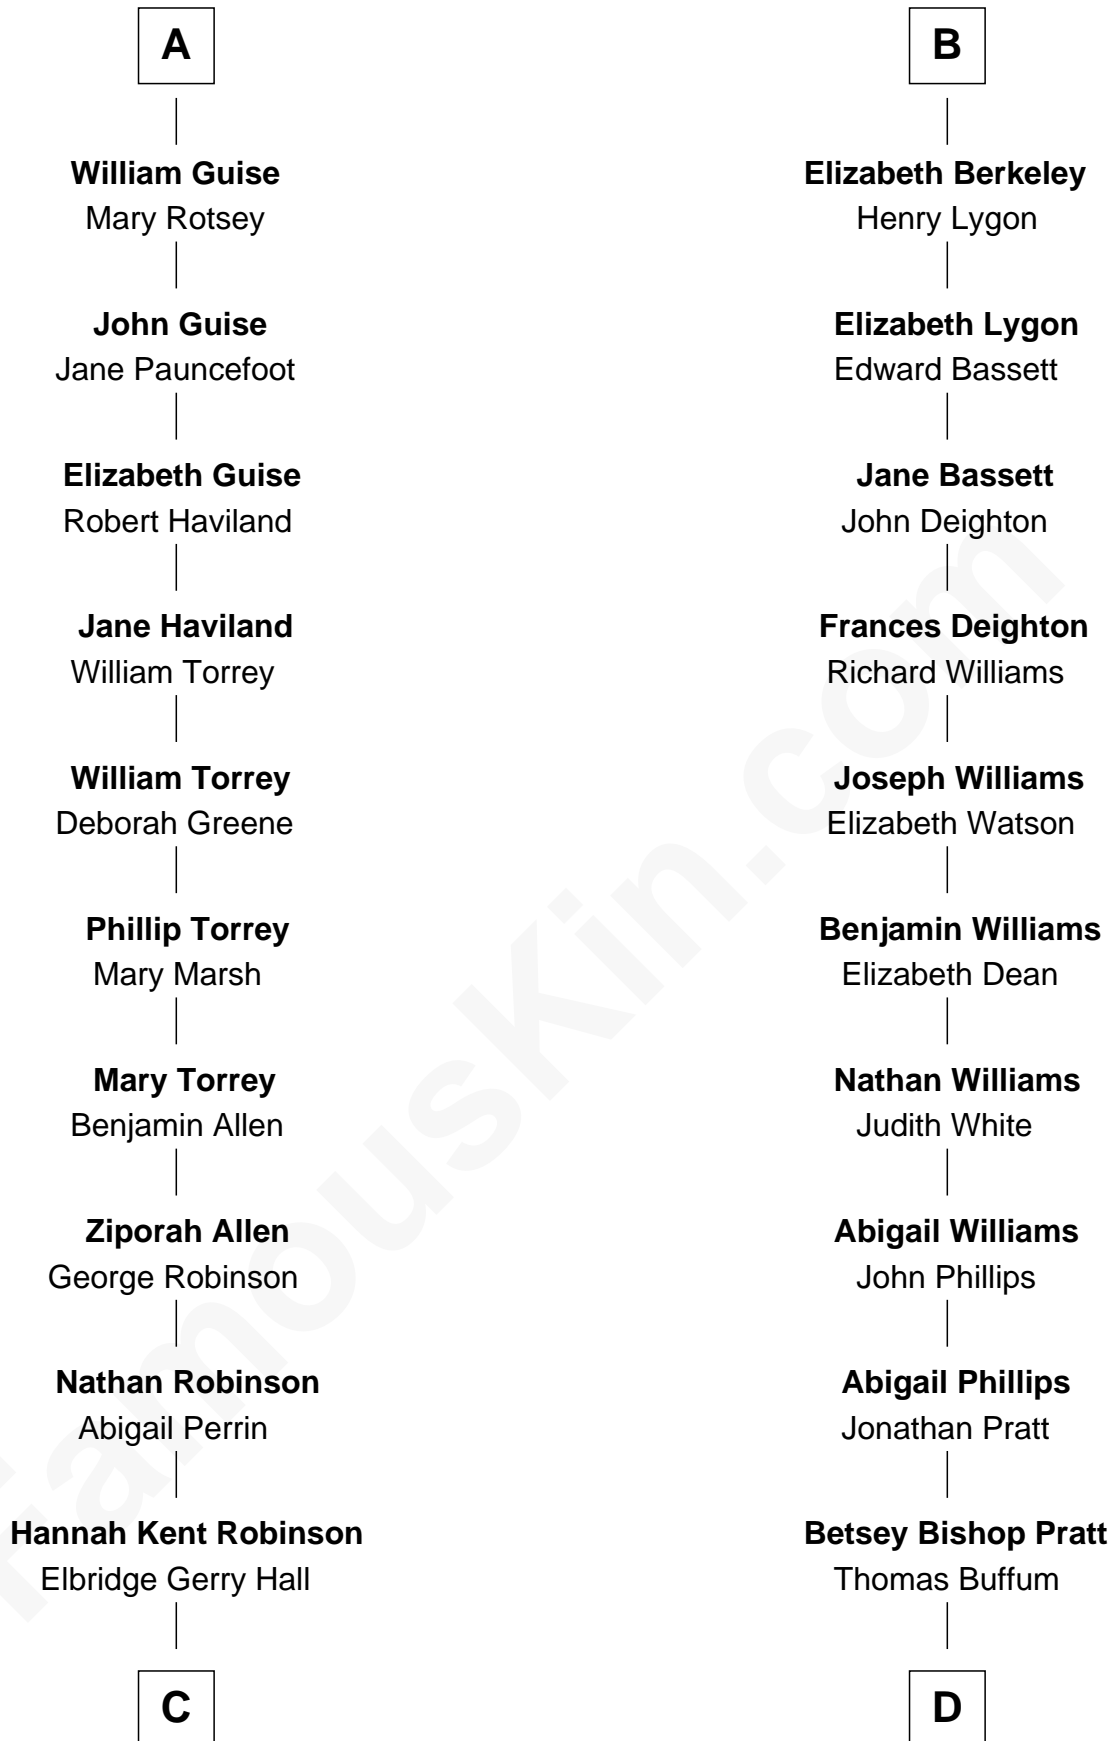 A
William Guise
Mary Rotsey
John Guise
Jane Pauncefoot
Elizabeth Guise
Robert Haviland
Jane Haviland
William Torrey
William Torrey
Deborah Greene
Phillip Torrey
Mary Marsh
Mary Torrey
Benjamin Allen
Ziporah Allen
George Robinson
Nathan Robinson
Abigail Perrin
Hannah Kent Robinson
Elbridge Gerry Hall
C
B
Elizabeth Berkeley
Henry Lygon
Elizabeth Lygon
Edward Bassett
Jane Bassett
John Deighton
Frances Deighton
Richard Williams
Joseph Williams
Elizabeth Watson
Benjamin Williams
Elizabeth Dean
Nathan Williams
Judith White
Abigail Williams
John Phillips
Abigail Phillips
Jonathan Pratt
Betsey Bishop Pratt
Thomas Buffum
D
famouskin.com